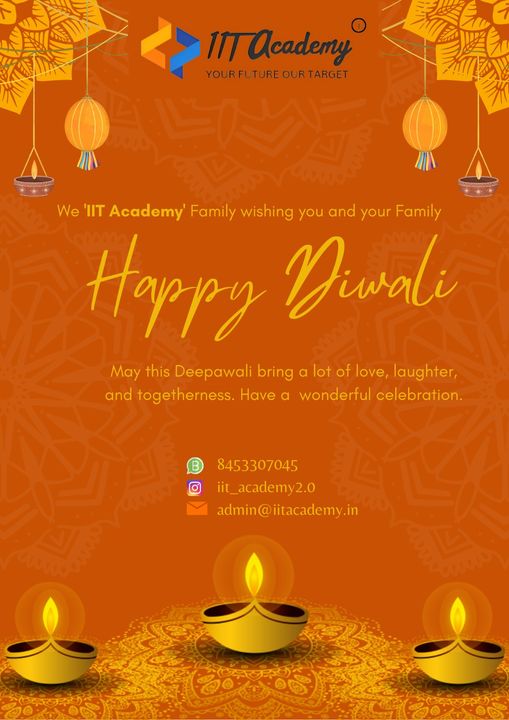 IIT Academy
YOUR FUTURE OUR TARGET
We 'IIT Academy' Family wishing you and your Family
Happy Diwali
May this Deepawali bring a lot of love, laughter,
and togetherness. Have a wonderful celebration.
8453307045
iit_academy2.0
admin@iitacademy.in